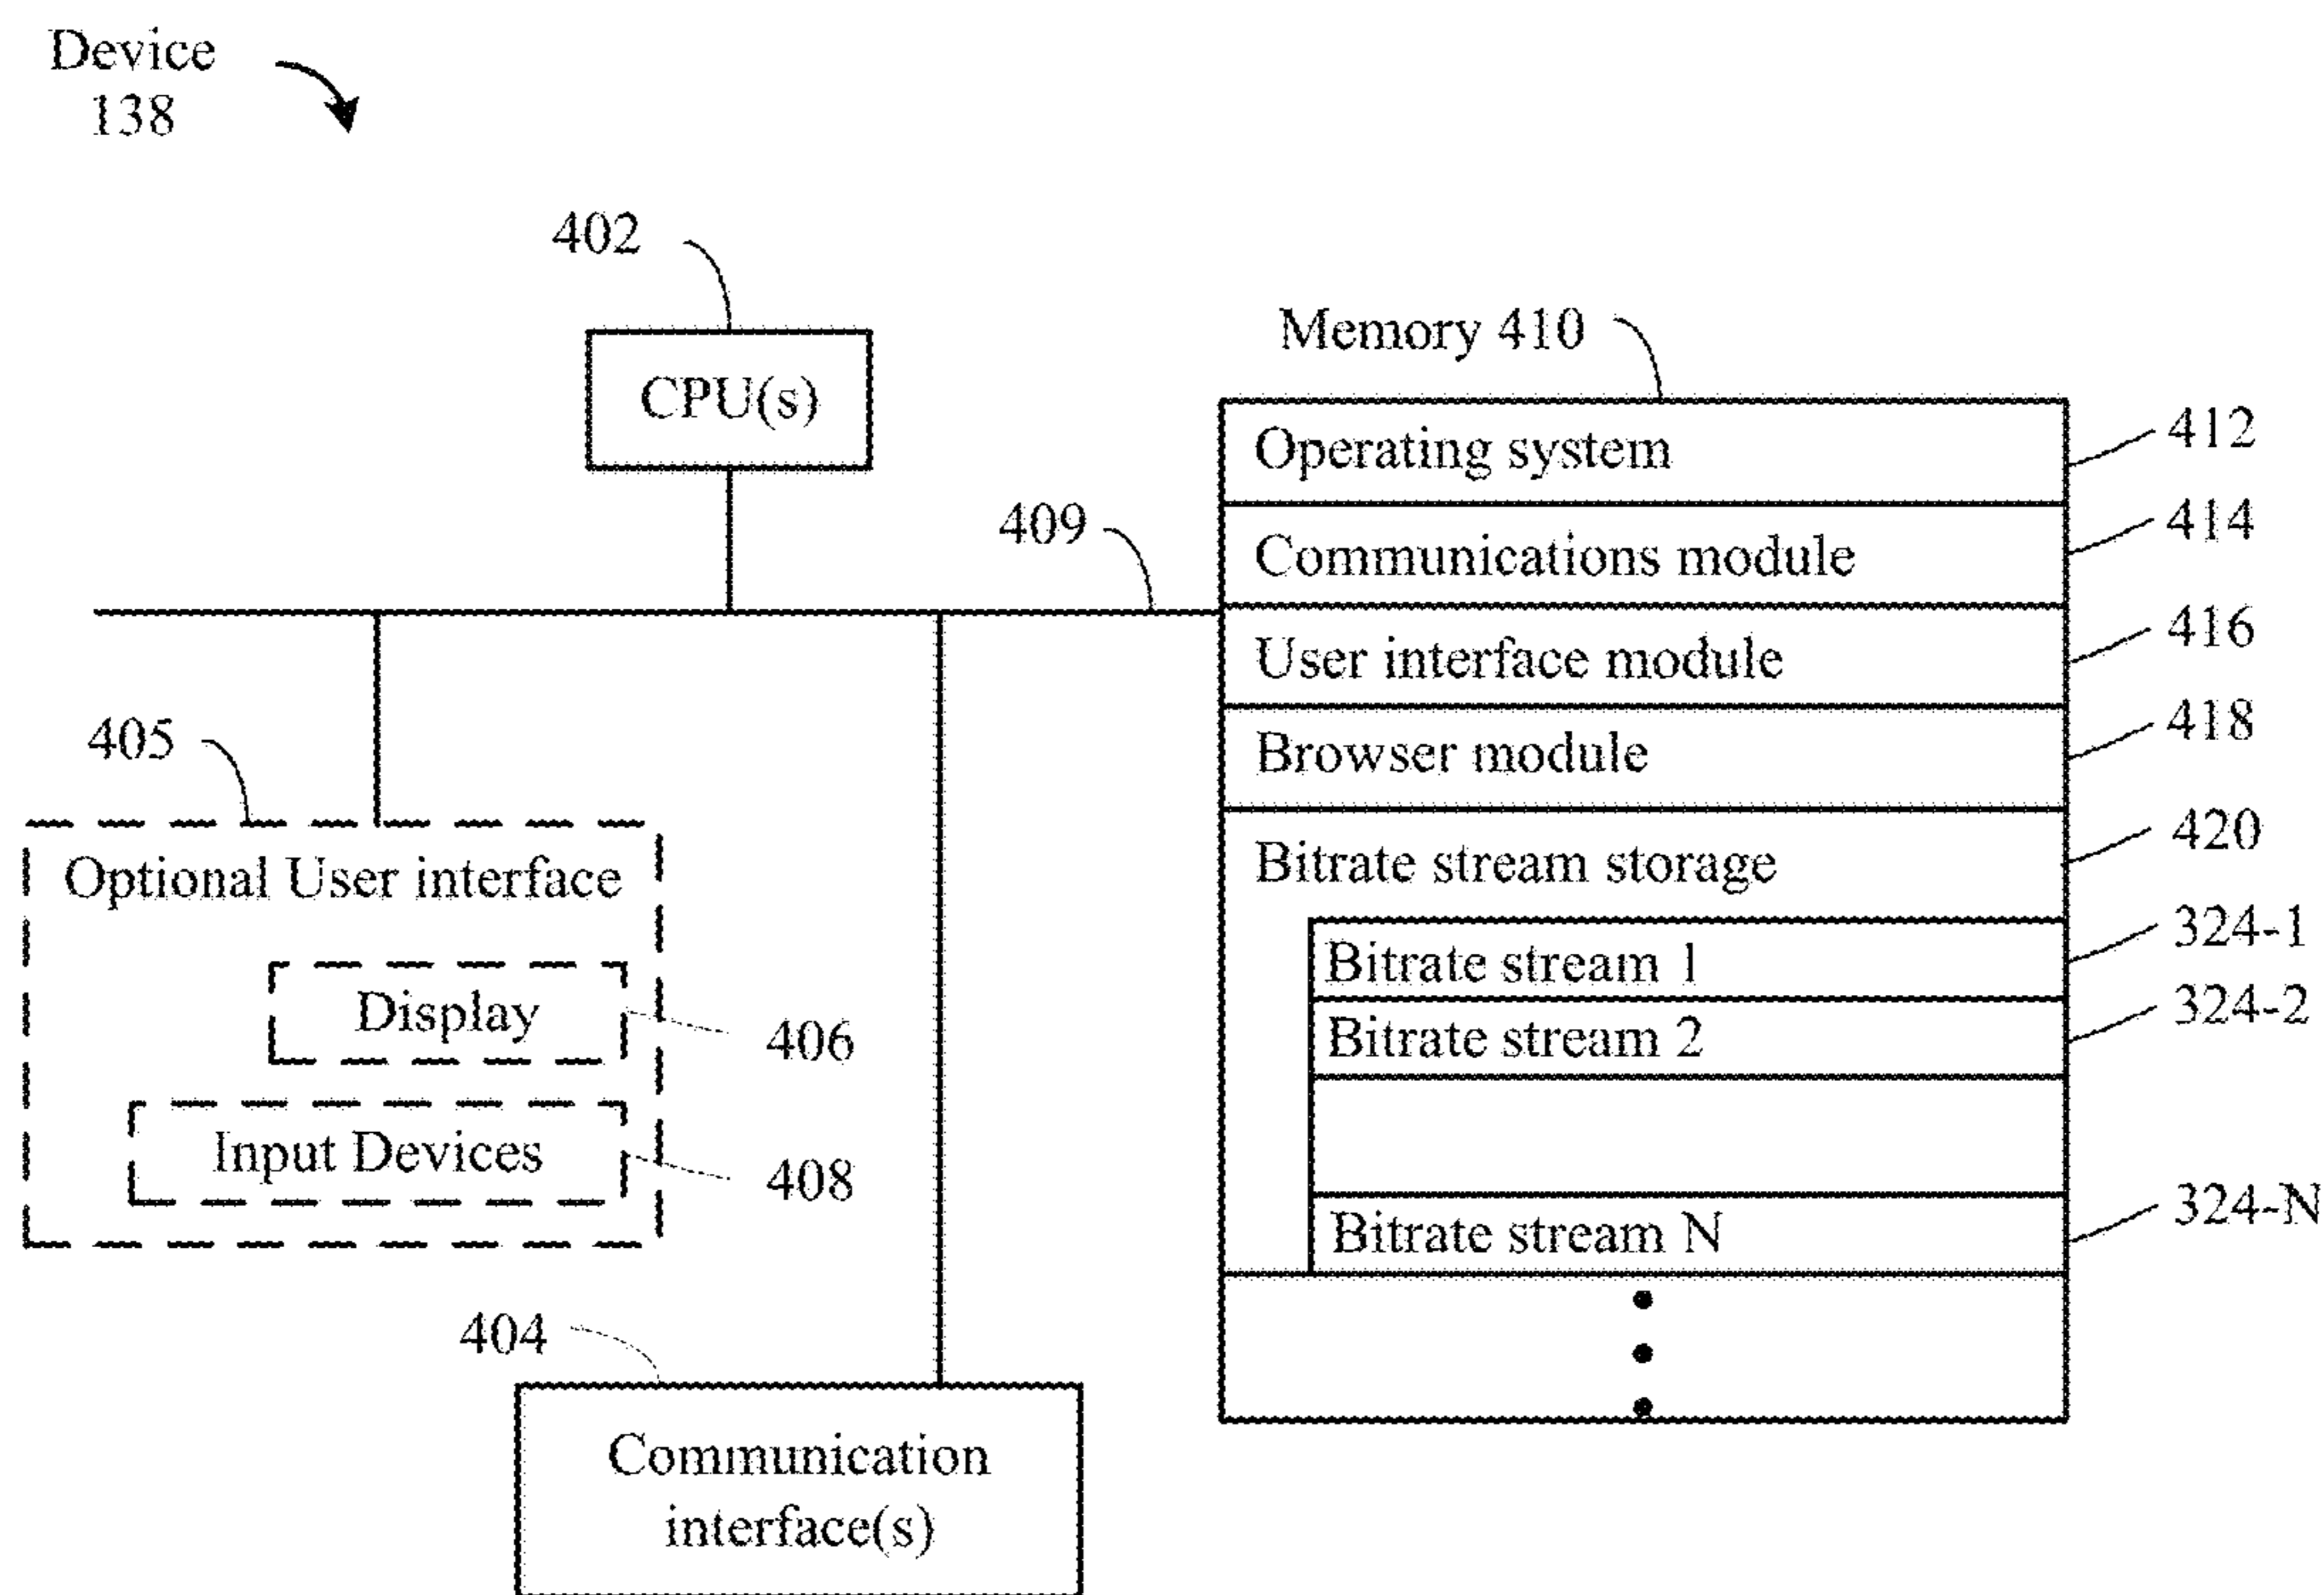 Device
138
402
CPU(s)
409
405
Optional User interface
Display
406
Input Devices
408
404
Communication
interface(s)
Memory 410
Operating system
412
Communications module
414
User interface module
416
Browser module
418
Bitrate stream storage
420
Bitrate stream 1
324-1
Bitrate stream 2
324-2
Bitrate stream N
324-N